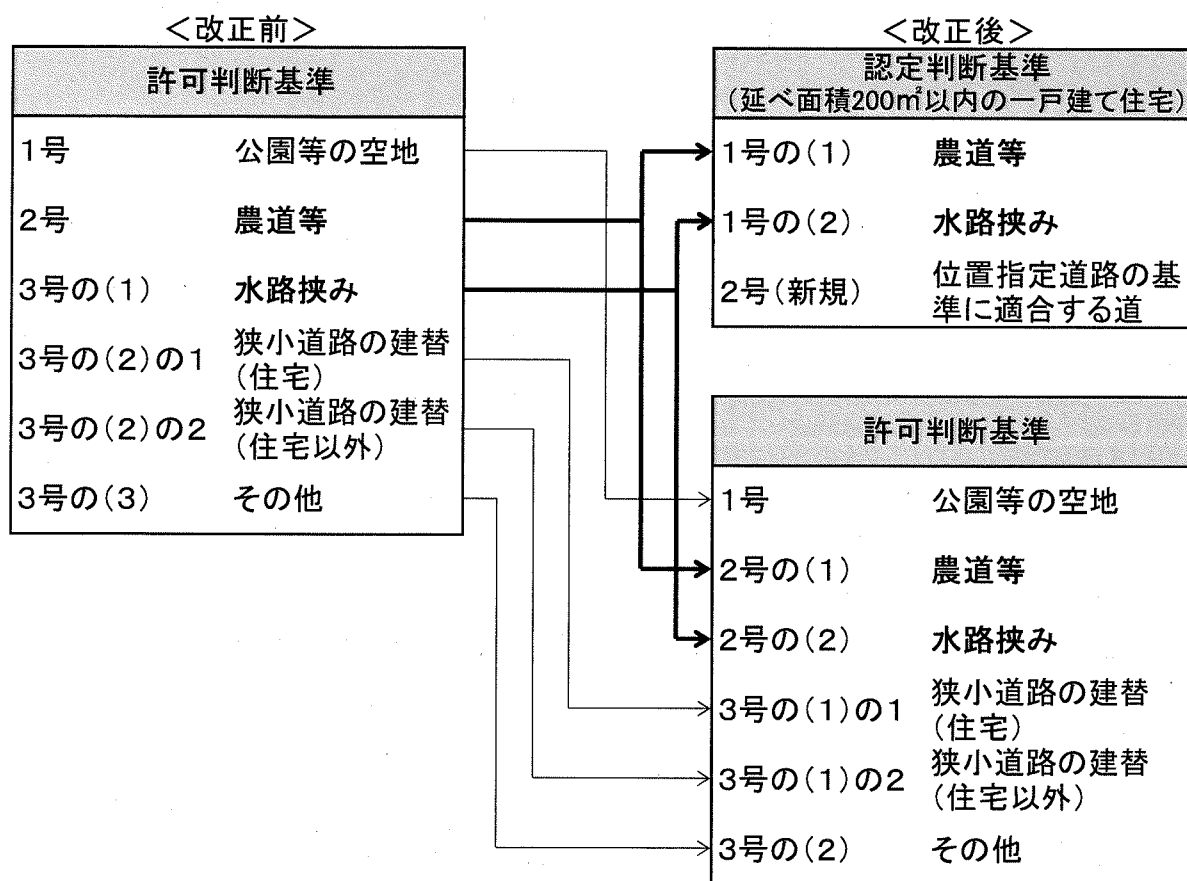 ＜改正前＞
許可判断基準
1号 公園等の空地
2号 農道等
3号の(1) 水路挟み
3号の(2)の1 狭小道路の建替
(住宅)
3号の(2)の2 狭小道路の建替
(住宅以外)
3号の(3) その他
＜改正後＞
認定判断基準
(延べ面積200㎡以内の一戸建て住宅)
1号の(1) 農道等
1号の(2) 水路挟み
2号(新規) 位置指定道路の基
準に適合する道
許可判断基準
1号 公園等の空地
2号の(1) 農道等
2号の(2) 水路挟み
3号の(1)の1 狭小道路の建替
(住宅)
3号の(1)の2 狭小道路の建替
(住宅以外)
3号の(2) その他